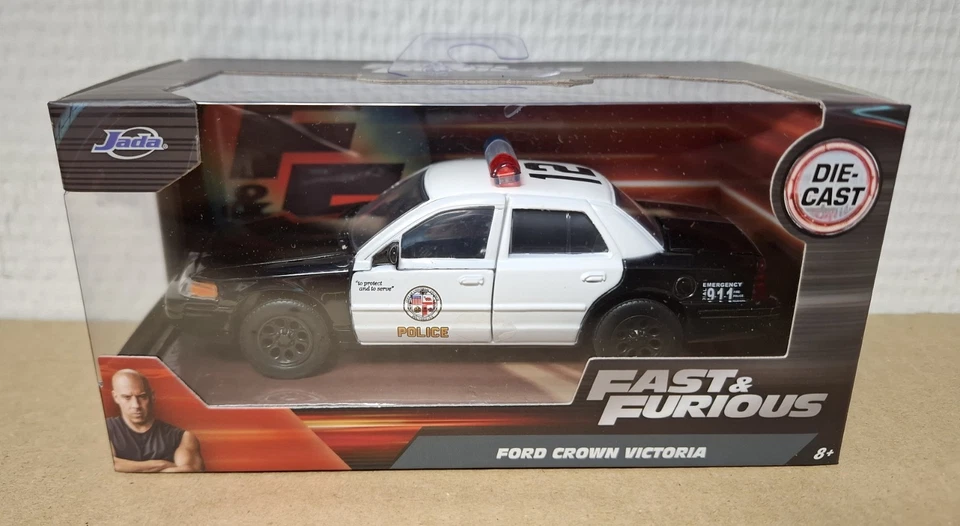 Jada
DIE-
CAST
12
"to protect
and to serve"
POLICE
EMERGENCY
911
FAST &
FURIOUS
FORD CROWN VICTORIA
8+